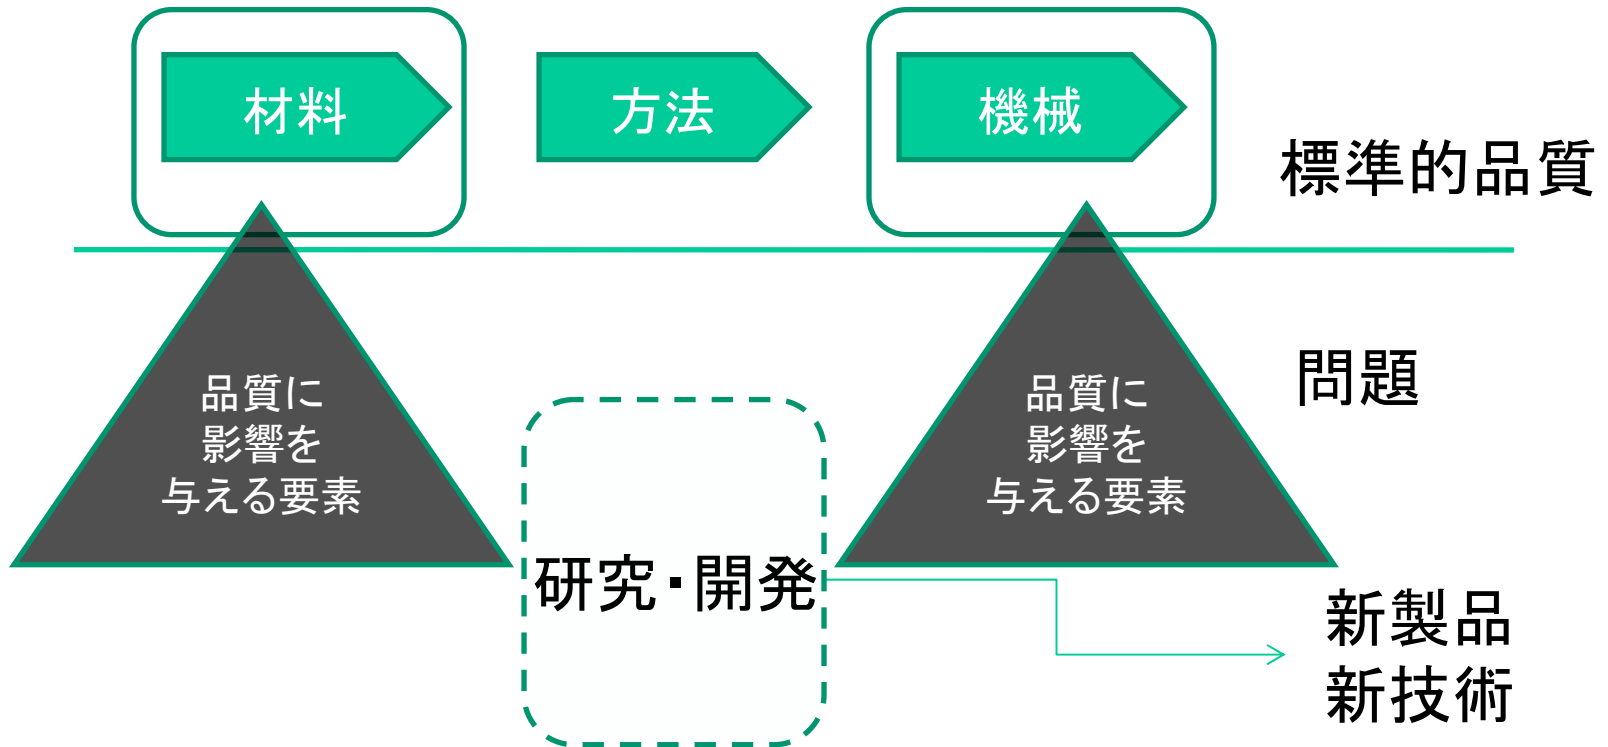 材料
方法
機械
標準的品質
品質に
影響を
与える要素
品質に
影響を
与える要素
問題
研究・開発
新製品
新技術